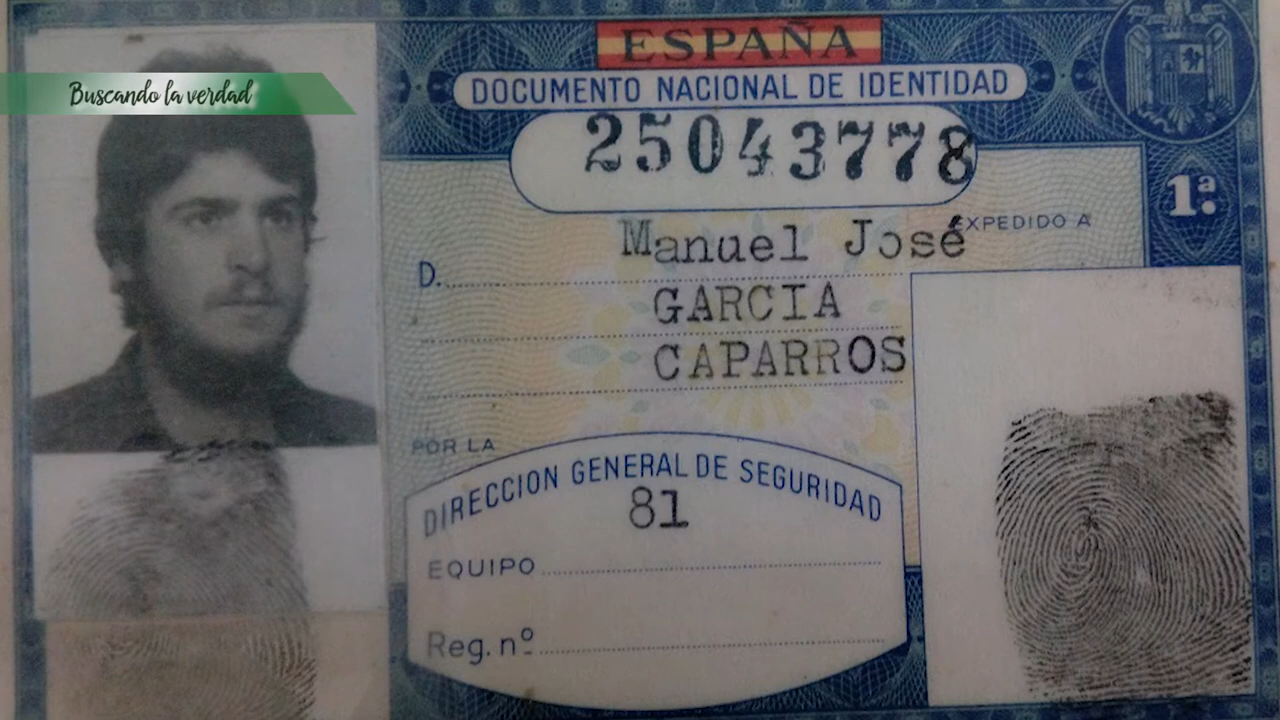 Buscando la verdad
ESPAÑA
DOCUMENTO NACIONAL DE IDENTIDAD
25043778
1.ª
EXPEDIDO A
D. Manuel José
GARCIA
CAPARROS
POR LA
DIRECCION GENERAL DE SEGURIDAD
81
EQUIPO
Reg. nº